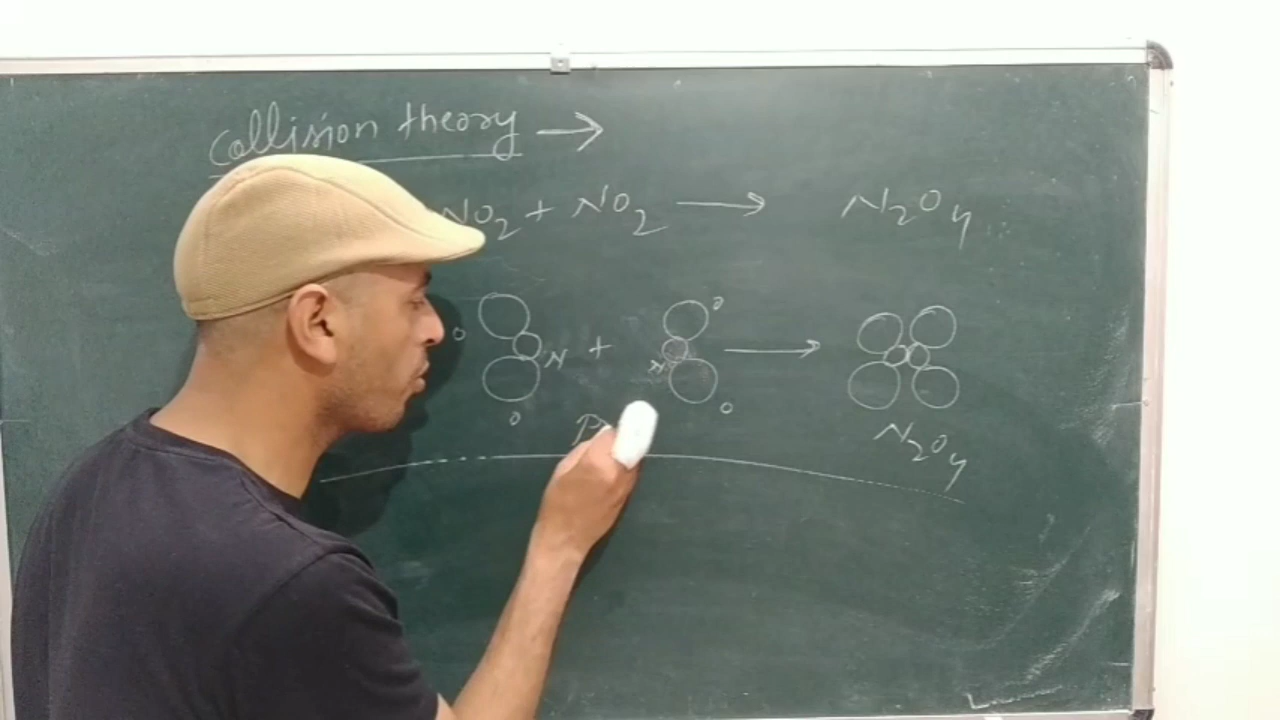 Collision theory →
NO2 + NO2 → N2O4
O N + N O →
O O
N2O4